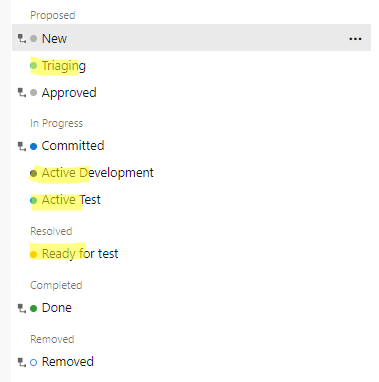 Proposed
New
Triaging
Approved
In Progress
Committed
Active Development
Active Test
Resolved
Ready for test
Completed
Done
Removed
Removed